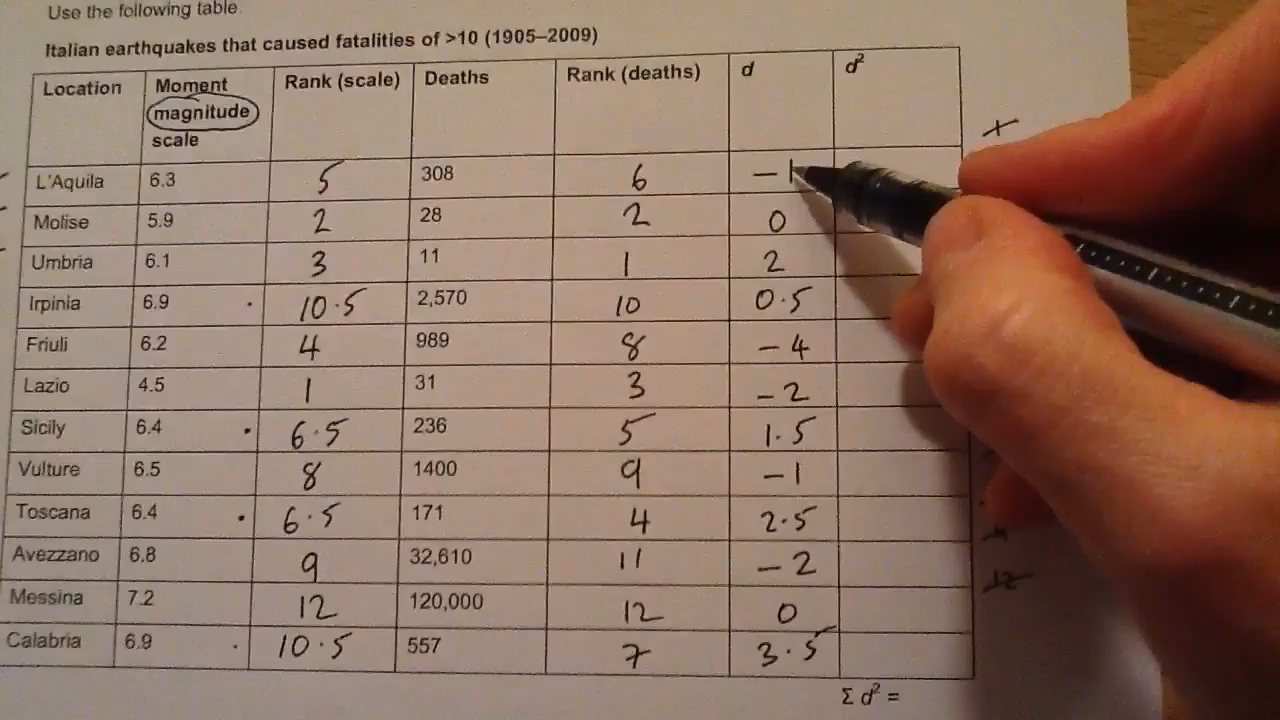 Use the following table
Italian earthquakes that caused fatalities of >10 (1905–2009)
Location Moment magnitude scale Rank (scale) Deaths Rank (deaths) d d²
L'Aquila 6.3 5 308 6 −1
Molise 5.9 2 28 2 0
Umbria 6.1 3 11 1 2
Irpinia 6.9 10·5 2,570 10 0·5
Friuli 6.2 4 989 8 −4
Lazio 4.5 1 31 3 −2
Sicily 6.4 6·5 236 5 1.5
Vulture 6.5 8 1400 9 −1
Toscana 6.4 6·5 171 4 2·5
Avezzano 6.8 9 32,610 11 −2
Messina 7.2 12 120,000 12 0
Calabria 6.9 10·5 557 7 3·5
Σ d² =